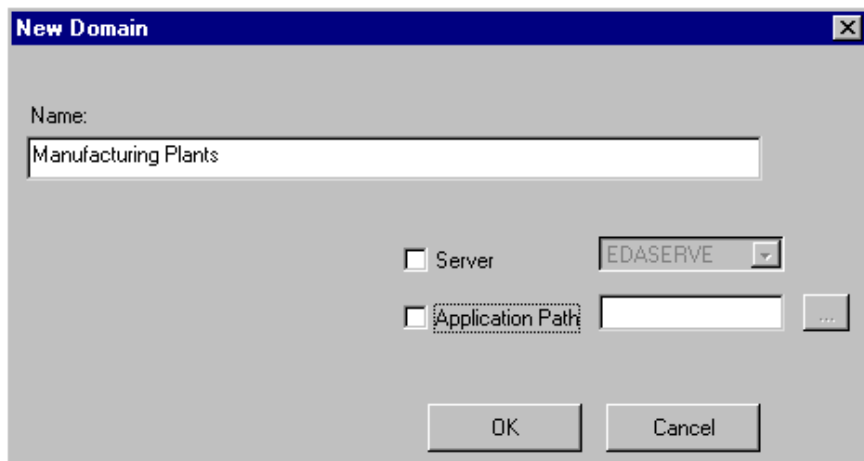 New Domain
Name:
Manufacturing Plants
Server
EDASERVE
Application Path
...
OK
Cancel